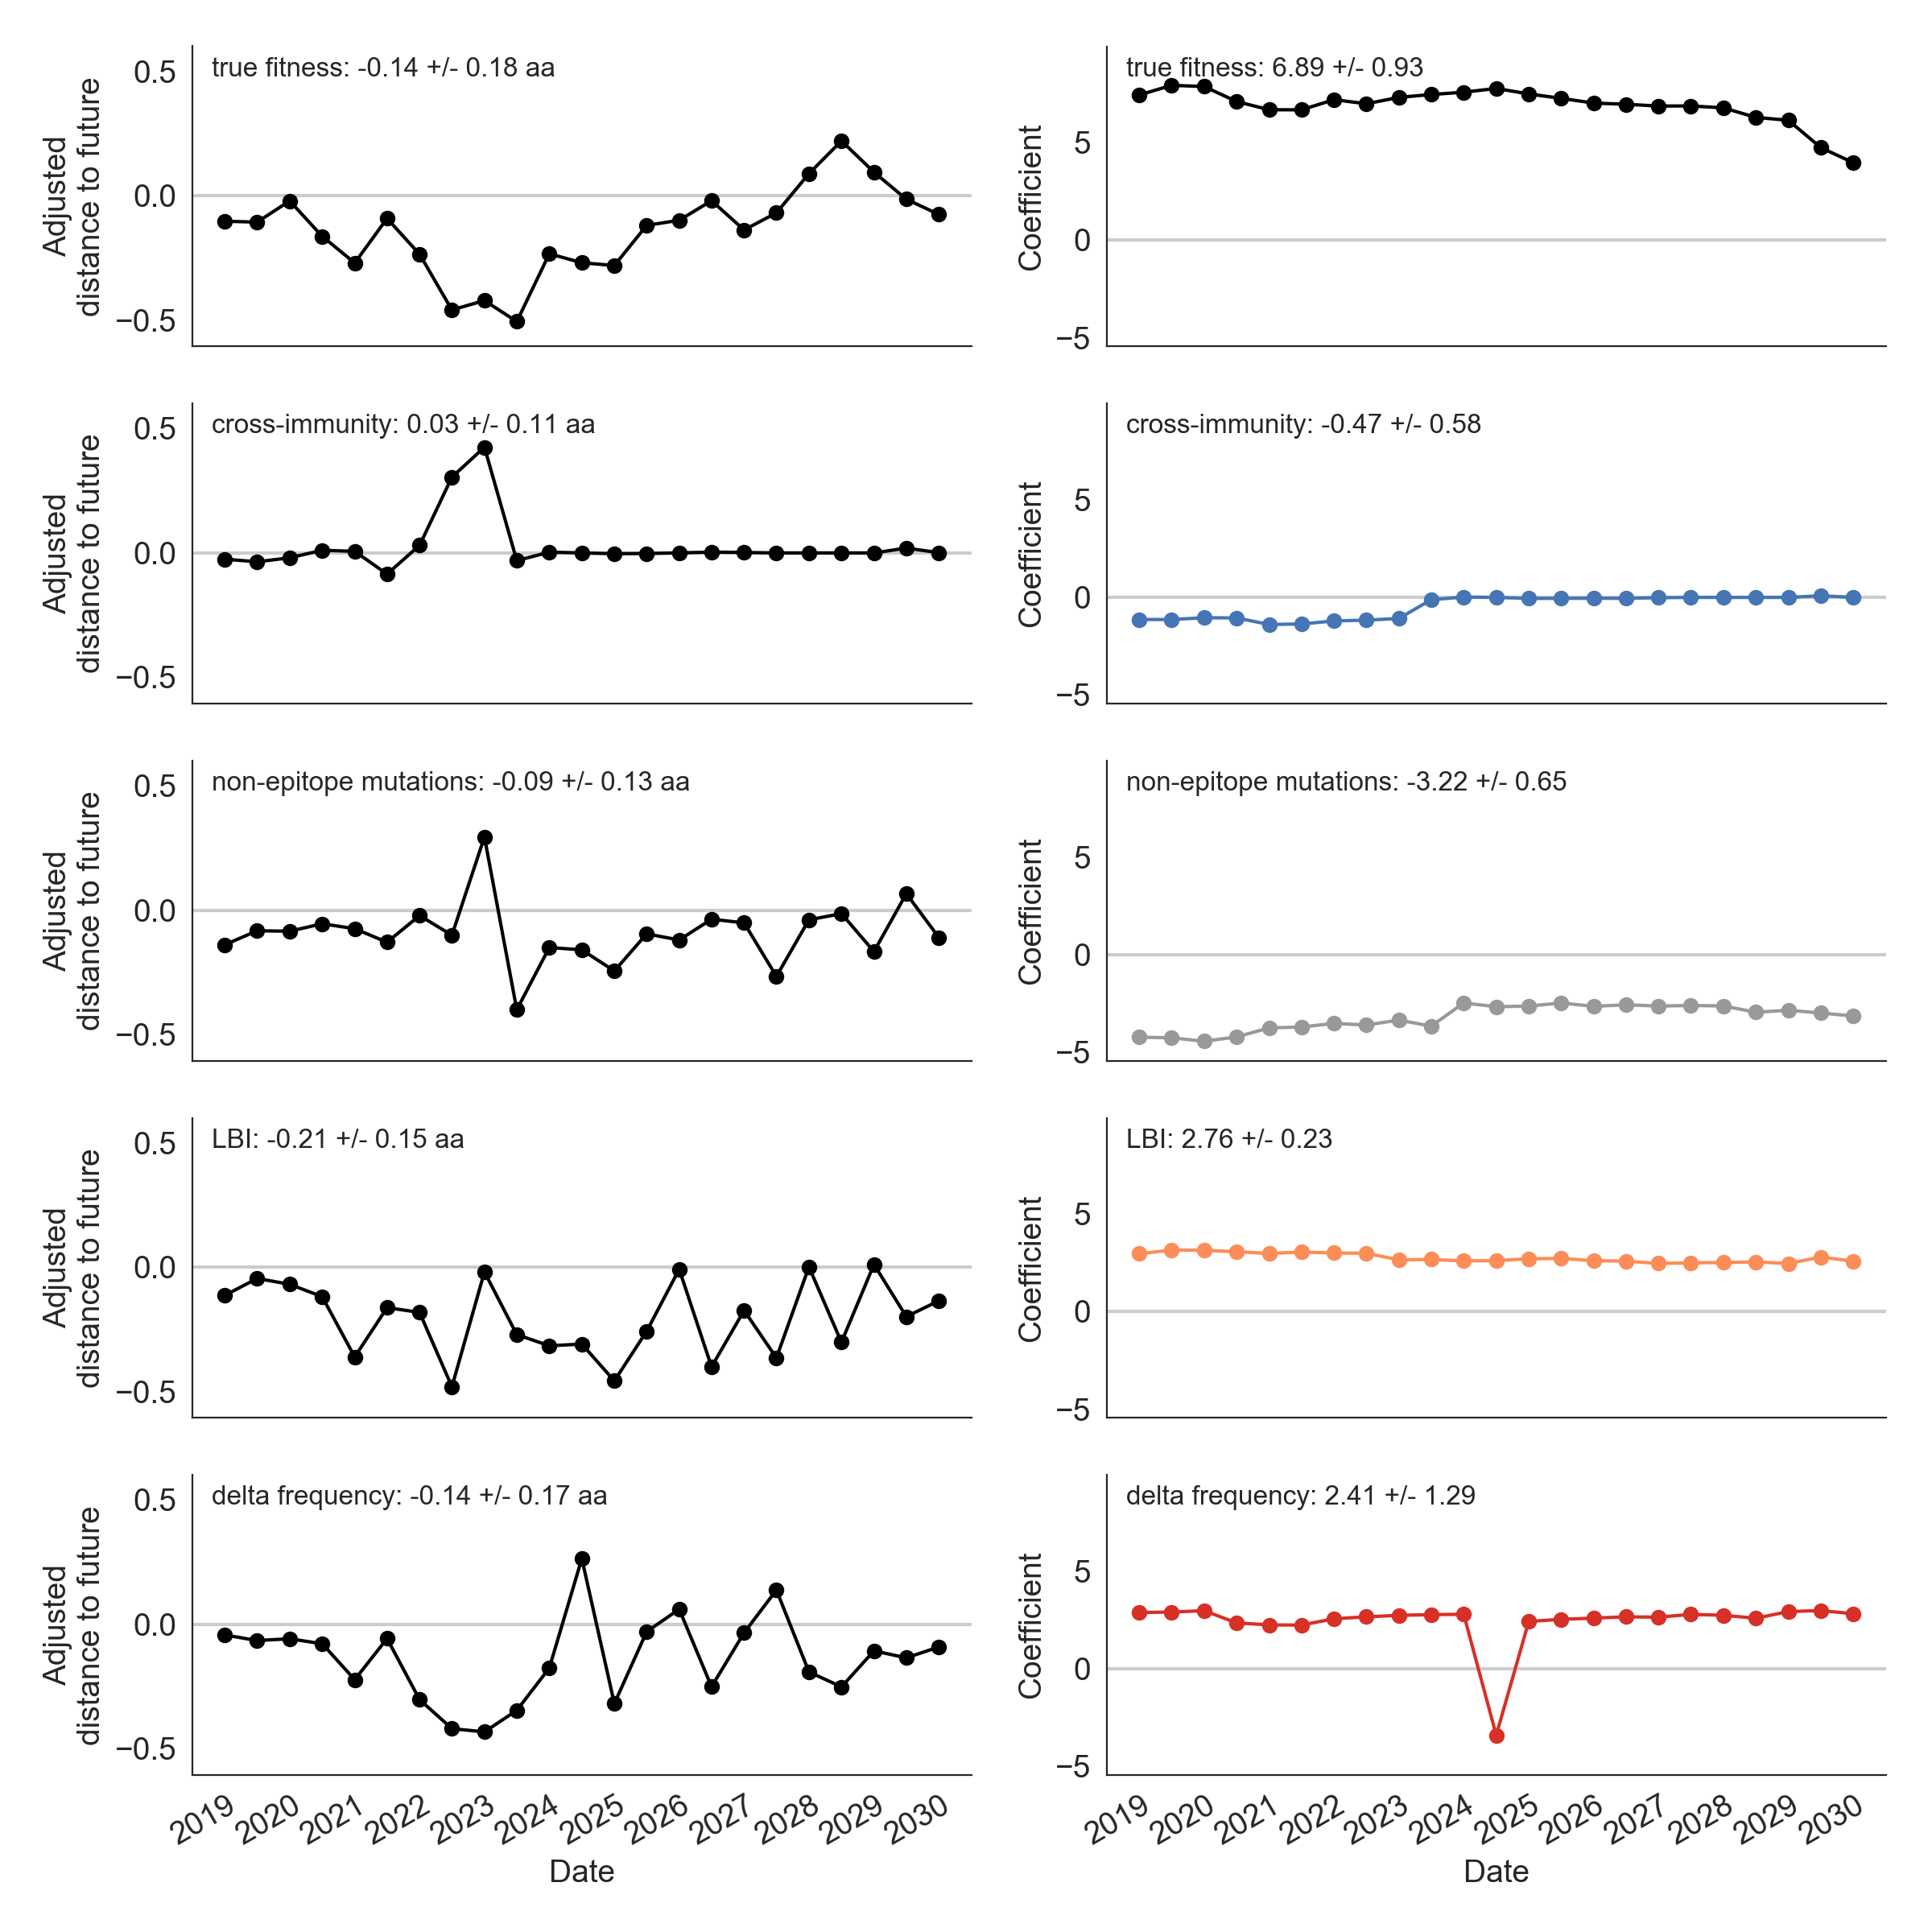 true fitness: -0.14 +/- 0.18 aa
0.5
0.0
−0.5
Adjusted
distance to future
true fitness: 6.89 +/- 0.93
5
0
−5
Coefficient
cross-immunity: 0.03 +/- 0.11 aa
0.5
0.0
−0.5
Adjusted
distance to future
cross-immunity: -0.47 +/- 0.58
5
0
−5
Coefficient
non-epitope mutations: -0.09 +/- 0.13 aa
0.5
0.0
−0.5
Adjusted
distance to future
non-epitope mutations: -3.22 +/- 0.65
5
0
−5
Coefficient
LBI: -0.21 +/- 0.15 aa
0.5
0.0
−0.5
Adjusted
distance to future
LBI: 2.76 +/- 0.23
5
0
−5
Coefficient
delta frequency: -0.14 +/- 0.17 aa
0.5
0.0
−0.5
Adjusted
distance to future
2019 2020 2021 2022 2023 2024 2025 2026 2027 2028 2029 2030
Date
delta frequency: 2.41 +/- 1.29
5
0
−5
Coefficient
2019 2020 2021 2022 2023 2024 2025 2026 2027 2028 2029 2030
Date